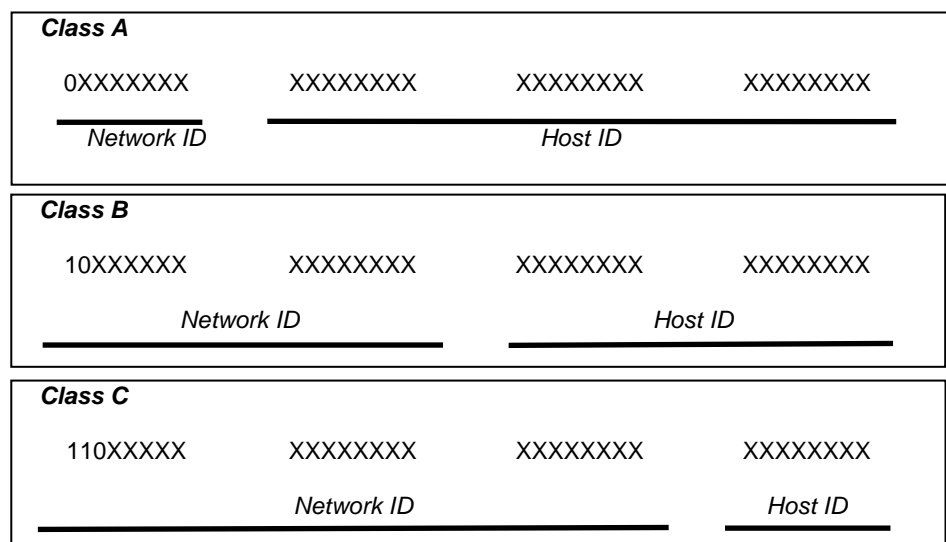 Class A
0XXXXXXX XXXXXXXX XXXXXXXX XXXXXXXX
Network ID Host ID
Class B
10XXXXXX XXXXXXXX XXXXXXXX XXXXXXXX
Network ID Host ID
Class C
110XXXXX XXXXXXXX XXXXXXXX XXXXXXXX
Network ID Host ID